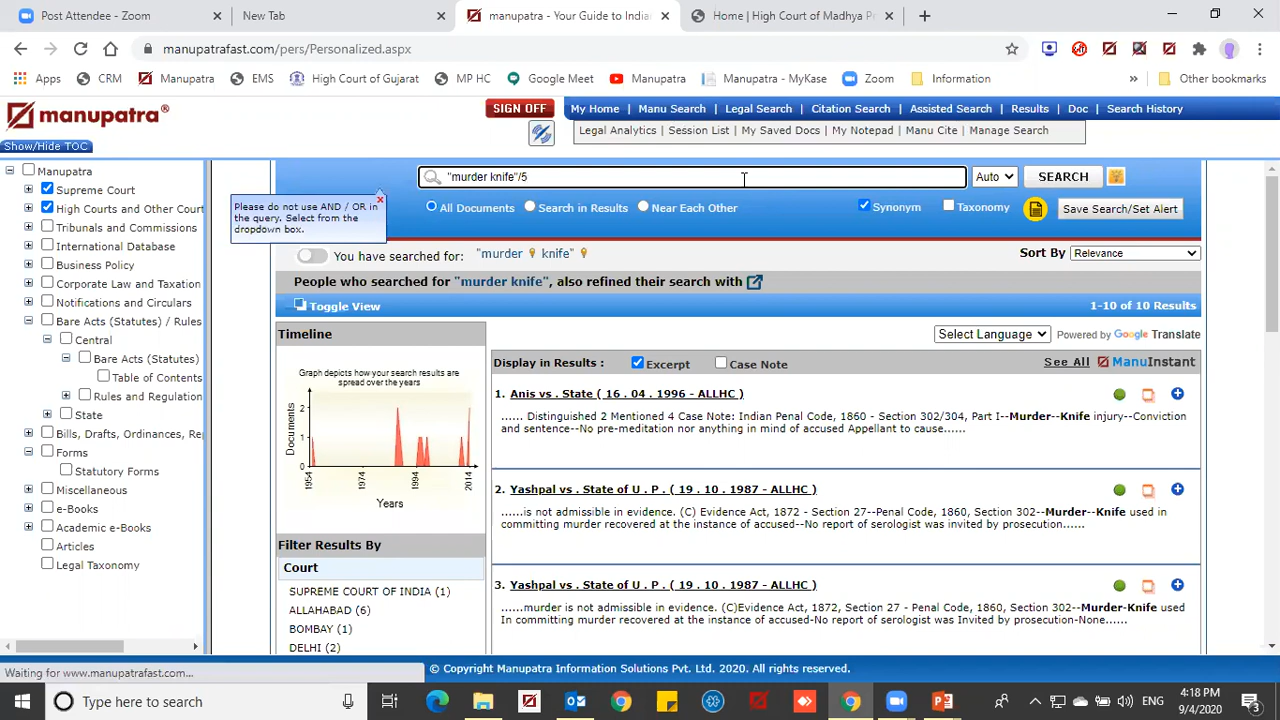 Post Attendee - Zoom
New Tab
manupatra - Your Guide to Indian
Home | High Court of Madhya Pr
manupatrafast.com/pers/Personalized.aspx
Apps CRM Manupatra EMS High Court of Gujarat MP HC Google Meet Manupatra Manupatra - MyKase Zoom Information » Other bookmarks
manupatra®
SIGN OFF
My Home | Manu Search | Legal Search | Citation Search | Assisted Search | Results | Doc | Search History
Legal Analytics | Session List | My Saved Docs | My Notepad | Manu Cite | Manage Search
Show/Hide TOC
Manupatra
Supreme Court
High Courts and Other Court
Tribunals and Commissions
International Database
Business Policy
Corporate Law and Taxation
Notifications and Circulars
Bare Acts (Statutes) / Rules
Central
Bare Acts (Statutes)
Table of Contents
Rules and Regulation
State
Bills, Drafts, Ordinances, Re
Forms
Statutory Forms
Miscellaneous
e-Books
Academic e-Books
Articles
Legal Taxonomy
"murder knife"/5
Auto
SEARCH
Please do not use AND / OR in the query. Select from the dropdown box.
x
All Documents Search in Results Near Each Other
Synonym Taxonomy
Save Search/Set Alert
You have searched for: "murder knife"
Sort By Relevance
People who searched for "murder knife", also refined their search with
Toggle View
1-10 of 10 Results
Timeline
Graph depicts how your search results are
spread over the years
Documents
2
1
0
1954 1974 1994 2014
Years
Filter Results By
Court
SUPREME COURT OF INDIA (1)
ALLAHABAD (6)
BOMBAY (1)
DELHI (2)
Select Language Powered by Google Translate
Display in Results : Excerpt Case Note
See All ManuInstant
1. Anis vs . State ( 16 . 04 . 1996 - ALLHC )
...... Distinguished 2 Mentioned 4 Case Note: Indian Penal Code, 1860 - Section 302/304, Part I--Murder--Knife injury--Conviction
and sentence--No pre-meditation nor anything in mind of accused Appellant to cause......
2. Yashpal vs . State of U . P . ( 19 . 10 . 1987 - ALLHC )
......is not admissible in evidence. (C) Evidence Act, 1872 - Section 27--Penal Code, 1860, Section 302--Murder--Knife used in
committing murder recovered at the instance of accused--No report of serologist was invited by prosecution......
3. Yashpal vs . State of U . P . ( 19 . 10 . 1987 - ALLHC )
......murder is not admissible in evidence. (C)Evidence Act, 1872, Section 27 - Penal Code, 1860, Section 302--Murder-Knife used
In committing murder recovered at the instance of accused-No report of serologist was Invited by prosecution-None......
Waiting for www.manupatrafast.com...
© Copyright Manupatra Information Solutions Pvt. Ltd. 2020. All rights reserved.
Type here to search
ENG
4:18 PM
9/4/2020
3